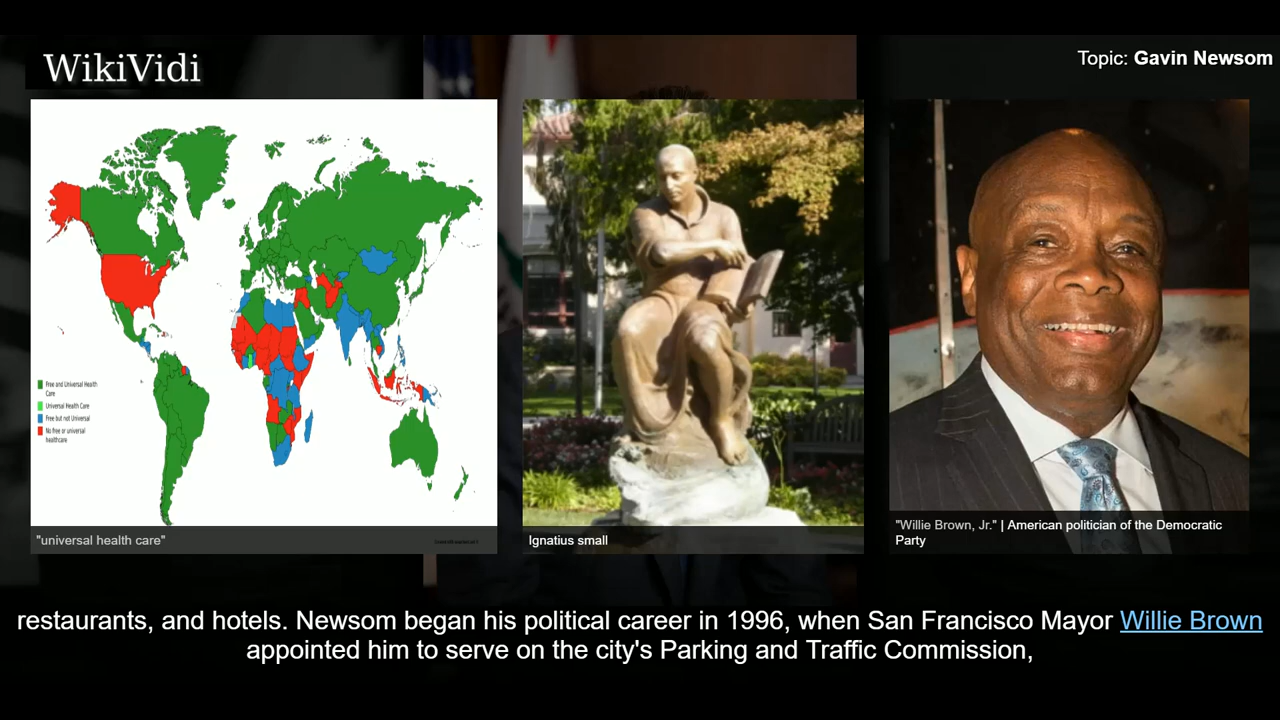 WikiVidi
Topic: Gavin Newsom
Free and Universal Health
Care
Universal Health Care
Free but not Universal
No free or universal
healthcare
"universal health care"
Ignatius small
"Willie Brown, Jr." | American politician of the Democratic
Party
restaurants, and hotels. Newsom began his political career in 1996, when San Francisco Mayor Willie Brown
appointed him to serve on the city's Parking and Traffic Commission,